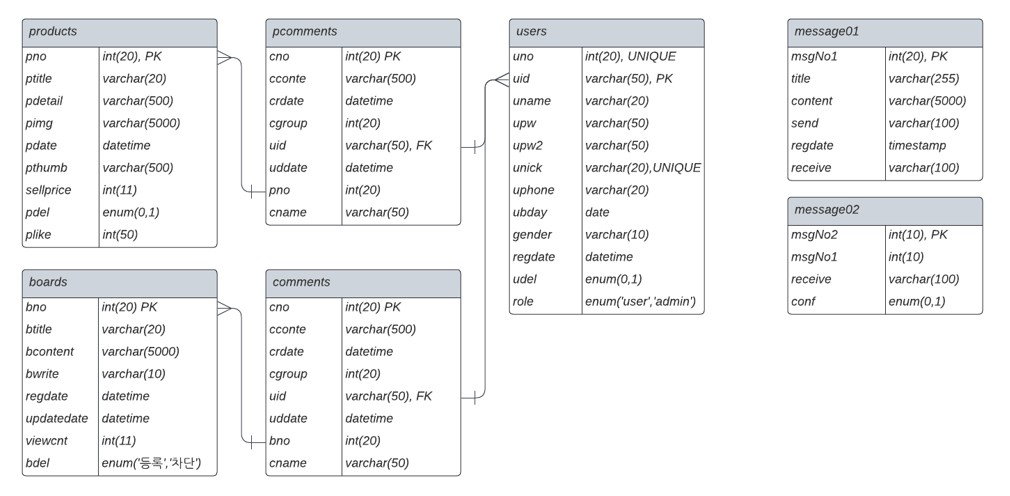 products
pno int(20), PK
ptitle varchar(20)
pdetail varchar(500)
pimg varchar(5000)
pdate datetime
pthumb varchar(500)
sellprice int(11)
pdel enum(0,1)
plike int(50)
pcomments
cno int(20) PK
cconte varchar(500)
crdate datetime
cgroup int(20)
uid varchar(50), FK
uddate datetime
pno int(20)
cname varchar(50)
users
uno int(20), UNIQUE
uid varchar(50), PK
uname varchar(20)
upw varchar(50)
upw2 varchar(50)
unick varchar(20),UNIQUE
uphone varchar(20)
ubday date
gender varchar(10)
regdate datetime
udel enum(0,1)
role enum('user','admin')
message01
msgNo1 int(20), PK
title varchar(255)
content varchar(5000)
send varchar(100)
regdate timestamp
receive varchar(100)
message02
msgNo2 int(10), PK
msgNo1 int(10)
receive varchar(100)
conf enum(0,1)
boards
bno int(20) PK
btitle varchar(20)
bcontent varchar(5000)
bwrite varchar(10)
regdate datetime
updatedate datetime
viewcnt int(11)
bdel enum('등록','차단')
comments
cno int(20) PK
cconte varchar(500)
crdate datetime
cgroup int(20)
uid varchar(50), FK
uddate datetime
bno int(20)
cname varchar(50)